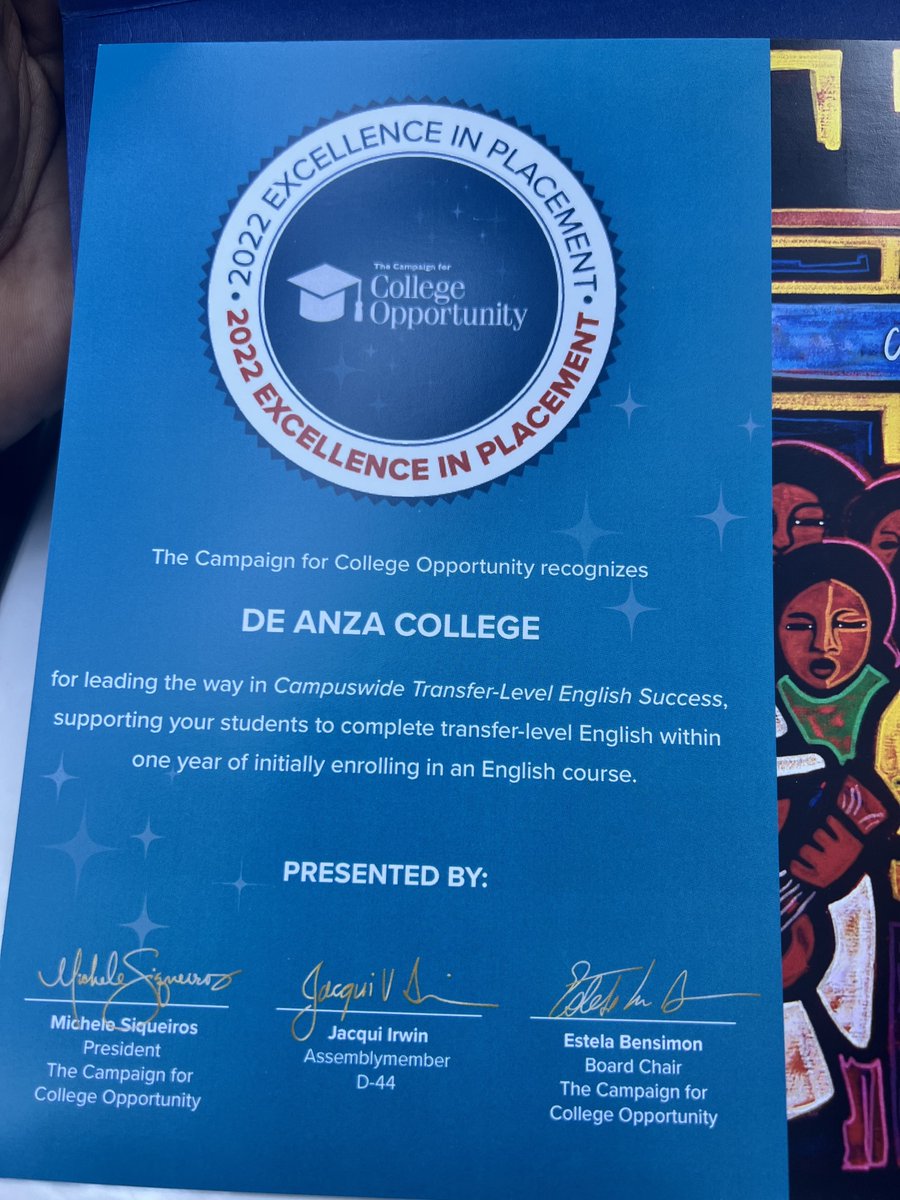 • 2022 EXCELLENCE IN PLACEMENT •
2022 EXCELLENCE IN PLACEMENT
The Campaign for
College
Opportunity
The Campaign for College Opportunity recognizes
DE ANZA COLLEGE
for leading the way in Campuswide Transfer-Level English Success,
supporting your students to complete transfer-level English within
one year of initially enrolling in an English course.
PRESENTED BY:
Michele Siqueiros
Michele Siqueiros
President
The Campaign for
College Opportunity
Jacqui V
Jacqui Irwin
Assemblymember
D-44
Estela Bensimon
Board Chair
The Campaign for
College Opportunity